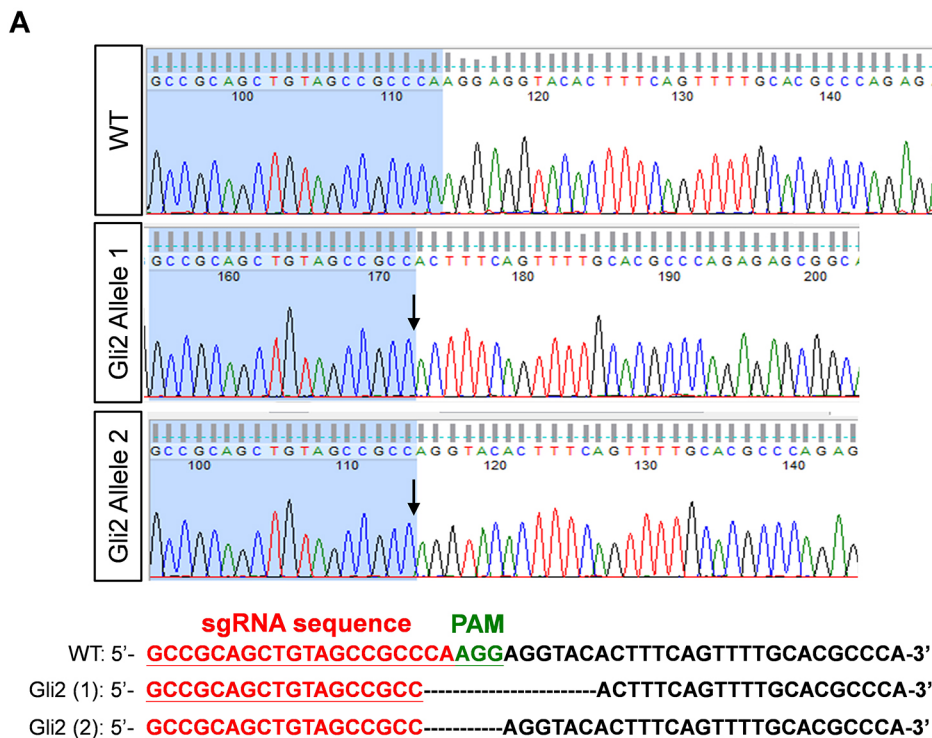 A
WT
GCCGCAGCTGTAGCCGCCCAAGGAGGTACACTTTCAGTTTTGCACGCCCAGAG
100 110 120 130 140
Gli2 Allele 1
GCCGCAGCTGTAGCCGCCACTTTCAGTTTTGCACGCCCAGAGAGCGGCA
160 170 180 190 200
Gli2 Allele 2
GCCGCAGCTGTAGCCGCCAGGTACACTTTCAGTTTTGCACGCCCAGAG
100 110 120 130 140
sgRNA sequence PAM
WT: 5’- GCCGCAGCTGTAGCCGCCCAAGGAGGTACACTTTCAGTTTTGCACGCCCA-3’
Gli2 (1): 5’- GCCGCAGCTGTAGCCGCC-----------------------ACTTTCAGTTTTGCACGCCCA-3’
Gli2 (2): 5’- GCCGCAGCTGTAGCCGCC-----------AGGTACACTTTCAGTTTTGCACGCCCA-3’